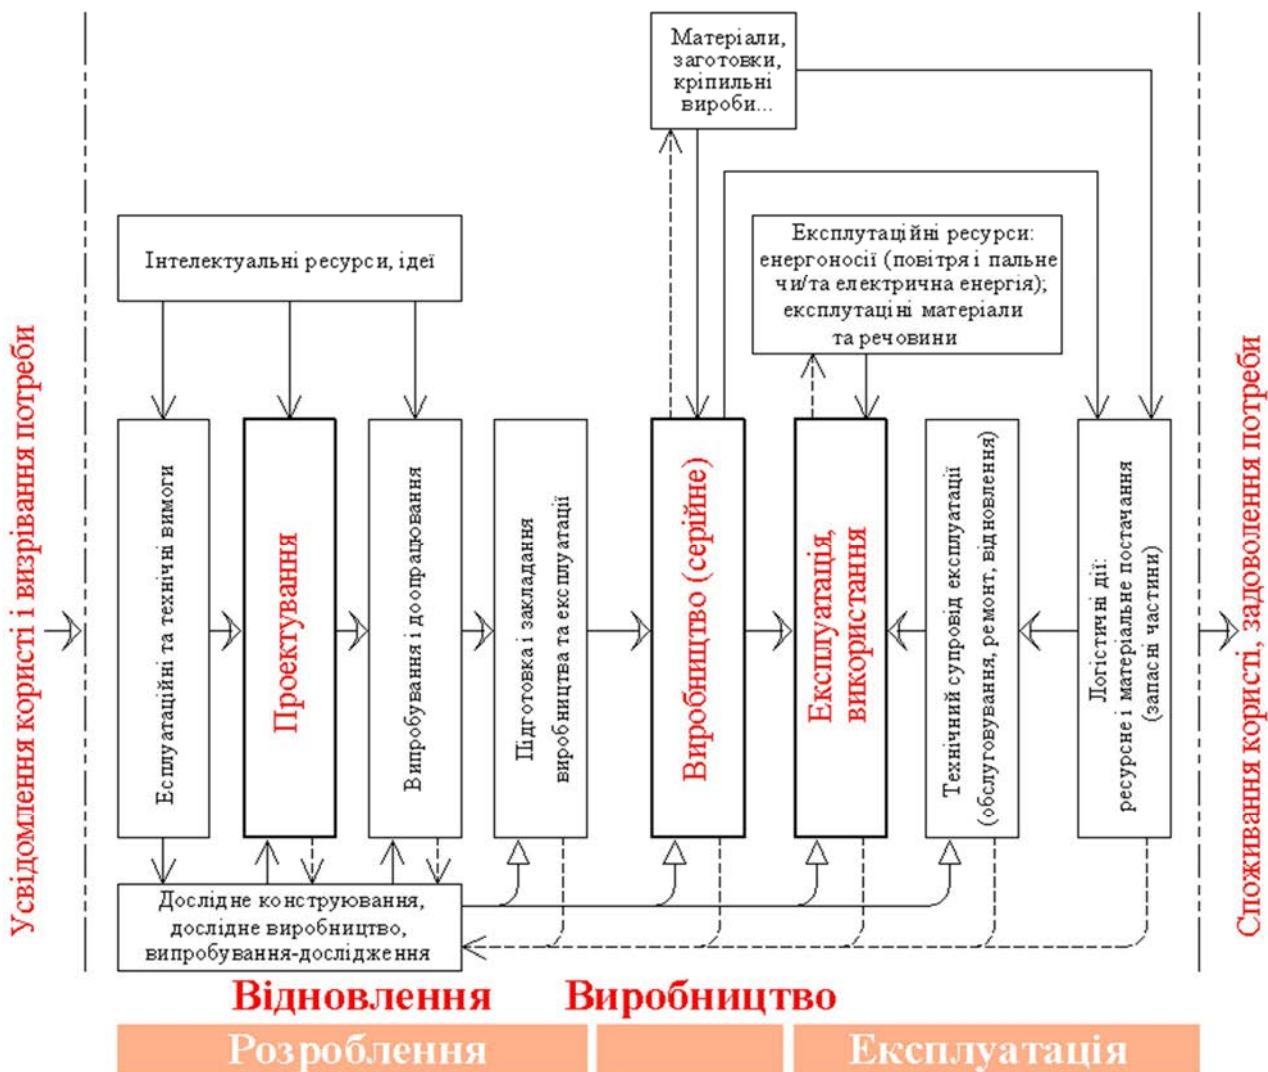 Усвідомлення користі і визрівання потреби
Матеріали,
заготовки,
кріпильні
вироби...
Інтелектуальні ресурси, ідеї
Експлутаційні ресурси:
енергоносії (повітря і пальне
чи/та електрична енергія);
експлутаціні матеріали
та речовини
Есплуатаційні та технічні вимоги
Проектування
Випробування і доопрацювання
Підготовка і закладання
виробництва та експлуатації
Виробництво (серійне)
Експлуатація,
використання
Технічний супровід експлуатації
(обслуговування, ремонт, відновлення)
Логістичні дії:
ресурсне і матеріальне постачання
(запасні частини)
Споживання користі, задоволення потреби
Дослідне конструювання,
дослідне виробництво,
випробування-дослідження
Відновлення
Виробництво
Розроблення
Експлуатація